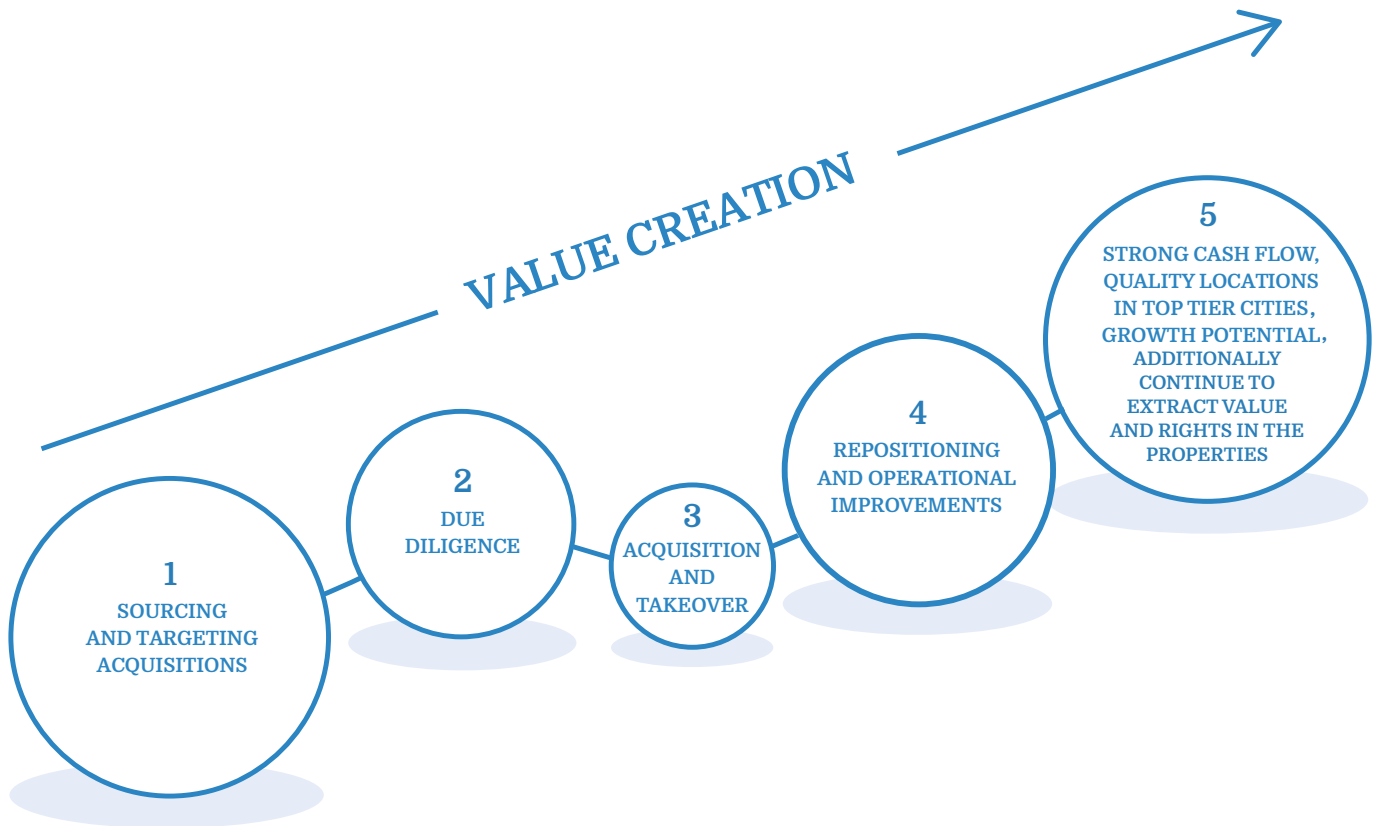 VALUE CREATION
1
SOURCING
AND TARGETING
ACQUISITIONS
2
DUE
DILIGENCE
3
ACQUISITION
AND
TAKEOVER
4
REPOSITIONING
AND OPERATIONAL
IMPROVEMENTS
5
STRONG CASH FLOW,
QUALITY LOCATIONS
IN TOP TIER CITIES,
GROWTH POTENTIAL,
ADDITIONALLY
CONTINUE TO
EXTRACT VALUE
AND RIGHTS IN THE
PROPERTIES